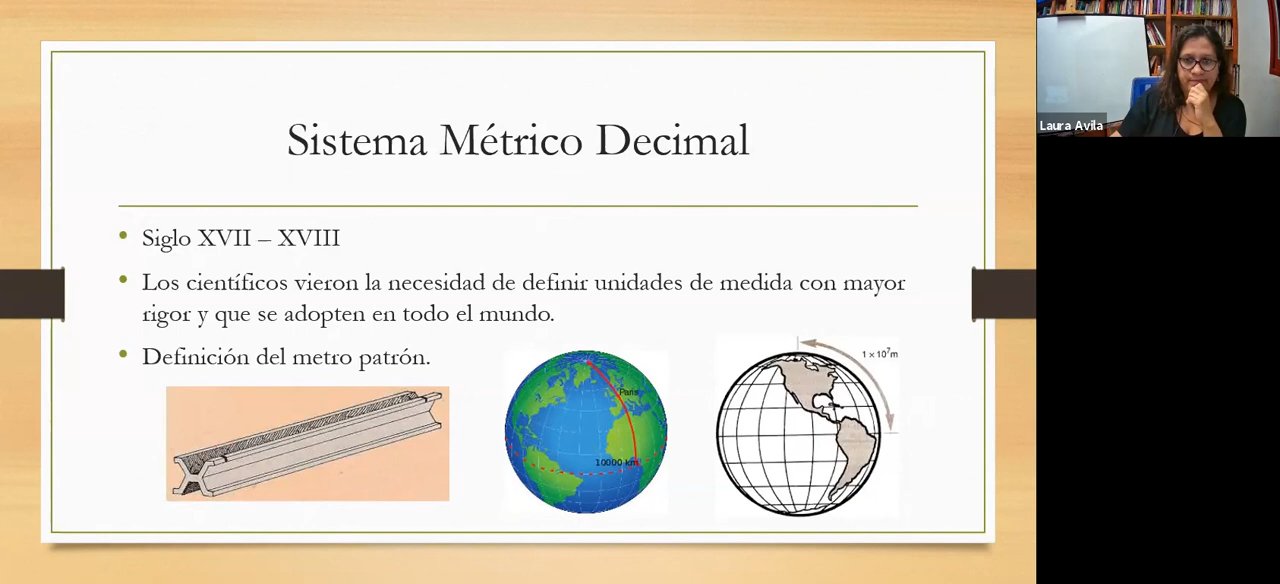 Sistema Métrico Decimal
Siglo XVII – XVIII
Los científicos vieron la necesidad de definir unidades de medida con mayor
rigor y que se adopten en todo el mundo.
Definición del metro patrón.
Paris
10000 km
1 × 10⁷m
Laura Avila